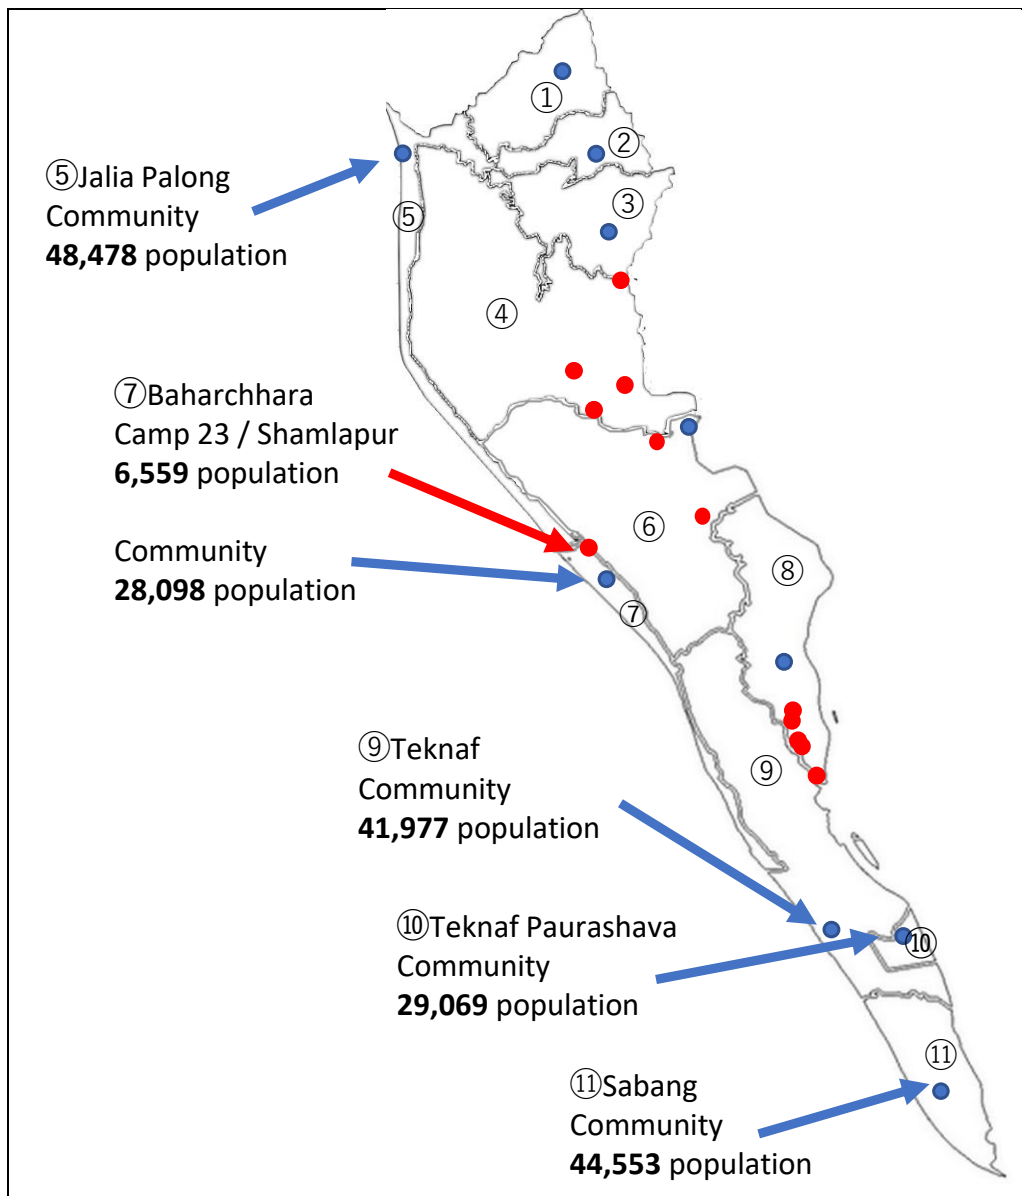 ①
②
③
⑤Jalia Palong
Community
48,478 population
⑤
④
⑦Baharchhara
Camp 23 / Shamlapur
6,559 population
Community
28,098 population
⑥
⑧
⑦
⑨Teknaf
Community
41,977 population
⑨
⑩Teknaf Paurashava
Community
29,069 population
⑩
⑪
⑪Sabang
Community
44,553 population